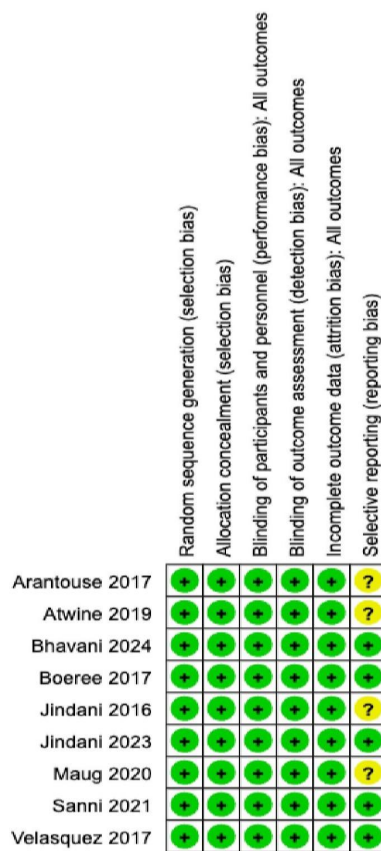 Random sequence generation (selection bias)
Allocation concealment (selection bias)
Blinding of participants and personnel (performance bias): All outcomes
Blinding of outcome assessment (detection bias): All outcomes
Incomplete outcome data (attrition bias): All outcomes
Selective reporting (reporting bias)
Arantouse 2017 + + + + + ?
Atwine 2019 + + + + + ?
Bhavani 2024 + + + + + +
Boeree 2017 + + + + + +
Jindani 2016 + + + + + ?
Jindani 2023 + + + + + +
Maug 2020 + + + + + ?
Sanni 2021 + + + + + +
Velasquez 2017 + + + + + +